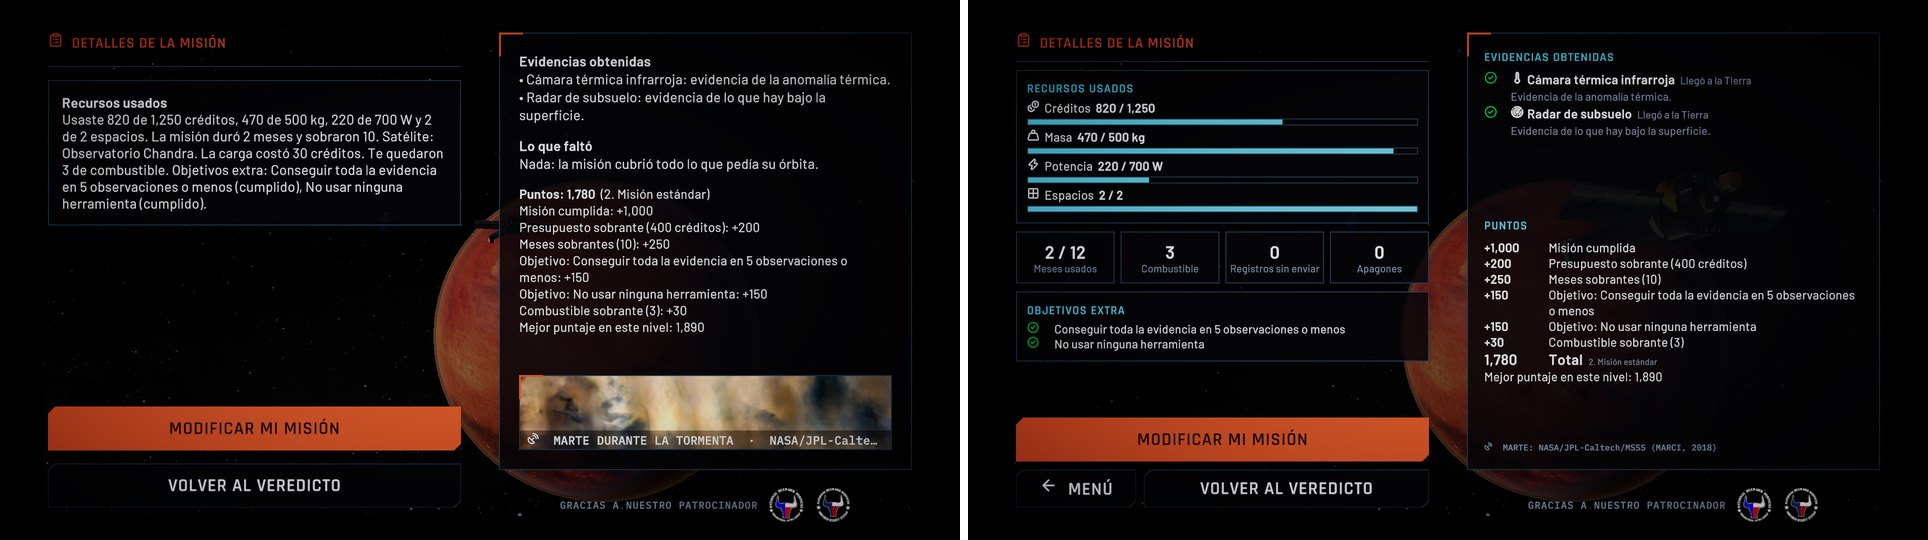 DETALLES DE LA MISIÓN
Recursos usados
Usaste 820 de 1,250 créditos, 470 de 500 kg, 220 de 700 W y 2
de 2 espacios. La misión duró 2 meses y sobraron 10. Satélite:
Observatorio Chandra. La carga costó 30 créditos. Te quedaron
3 de combustible. Objetivos extra: Conseguir toda la evidencia
en 5 observaciones o menos (cumplido), No usar ninguna
herramienta (cumplido).
MODIFICAR MI MISIÓN
VOLVER AL VEREDICTO
Evidencias obtenidas
• Cámara térmica infrarroja: evidencia de la anomalía térmica.
• Radar de subsuelo: evidencia de lo que hay bajo la
superficie.
Lo que faltó
Nada: la misión cubrió todo lo que pedía su órbita.
Puntos: 1,780 (2. Misión estándar)
Misión cumplida: +1,000
Presupuesto sobrante (400 créditos): +200
Meses sobrantes (10): +250
Objetivo: Conseguir toda la evidencia en 5 observaciones o
menos: +150
Objetivo: No usar ninguna herramienta: +150
Combustible sobrante (3): +30
Mejor puntaje en este nivel: 1,890
MARTE DURANTE LA TORMENTA · NASA/JPL-Calte…
GRACIAS A NUESTRO PATROCINADOR
DETALLES DE LA MISIÓN
RECURSOS USADOS
Créditos 820 / 1,250
Masa 470 / 500 kg
Potencia 220 / 700 W
Espacios 2 / 2
2 / 12
Meses usados
3
Combustible
0
Registros sin enviar
0
Apagones
OBJETIVOS EXTRA
Conseguir toda la evidencia en 5 observaciones o menos
No usar ninguna herramienta
MODIFICAR MI MISIÓN
MENÚ
VOLVER AL VEREDICTO
EVIDENCIAS OBTENIDAS
Cámara térmica infrarroja Llegó a la Tierra
Evidencia de la anomalía térmica.
Radar de subsuelo Llegó a la Tierra
Evidencia de lo que hay bajo la superficie.
PUNTOS
+1,000 Misión cumplida
+200 Presupuesto sobrante (400 créditos)
+250 Meses sobrantes (10)
+150 Objetivo: Conseguir toda la evidencia en 5 observaciones
o menos
+150 Objetivo: No usar ninguna herramienta
+30 Combustible sobrante (3)
1,780 Total 2. Misión estándar
Mejor puntaje en este nivel: 1,890
MARTE: NASA/JPL-Caltech/MSSS (MARCI, 2018)
GRACIAS A NUESTRO PATROCINADOR